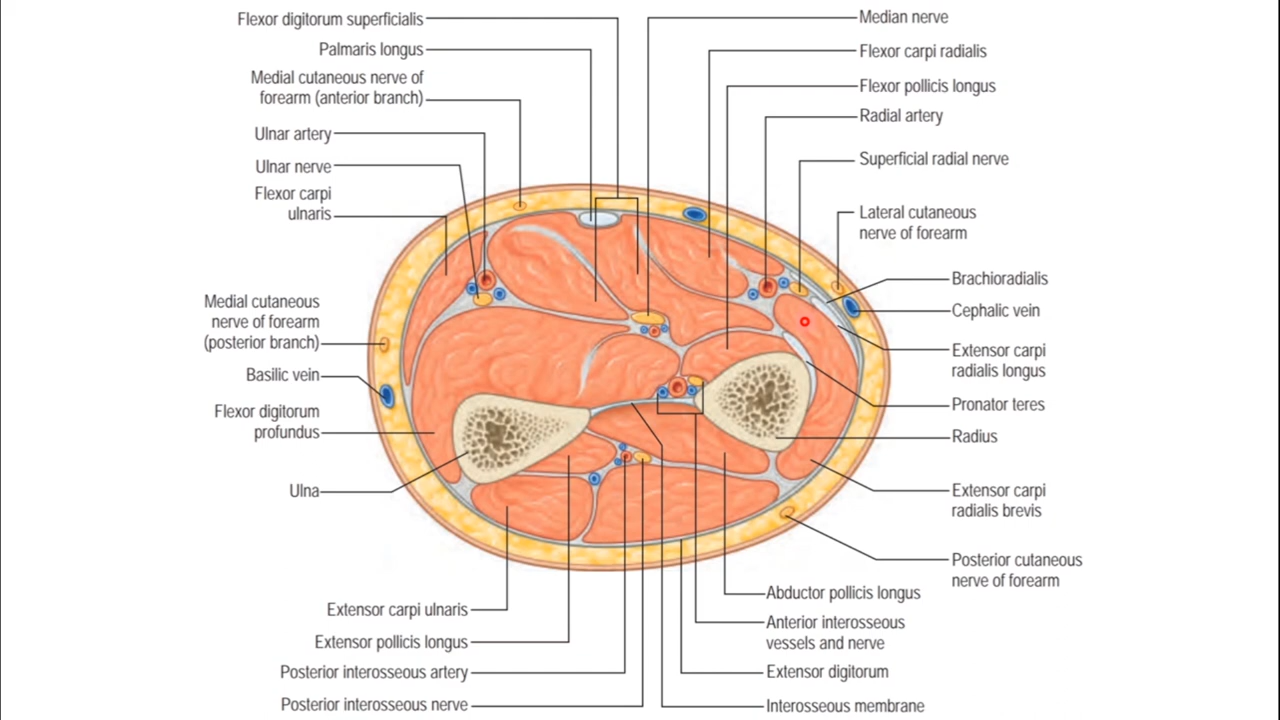 Flexor digitorum superficialis
Palmaris longus
Medial cutaneous nerve of
forearm (anterior branch)
Ulnar artery
Ulnar nerve
Flexor carpi
ulnaris
Medial cutaneous
nerve of forearm
(posterior branch)
Basilic vein
Flexor digitorum
profundus
Ulna
Extensor carpi ulnaris
Extensor pollicis longus
Posterior interosseous artery
Posterior interosseous nerve
Median nerve
Flexor carpi radialis
Flexor pollicis longus
Radial artery
Superficial radial nerve
Lateral cutaneous
nerve of forearm
Brachioradialis
Cephalic vein
Extensor carpi
radialis longus
Pronator teres
Radius
Extensor carpi
radialis brevis
Posterior cutaneous
nerve of forearm
Abductor pollicis longus
Anterior interosseous
vessels and nerve
Extensor digitorum
Interosseous membrane